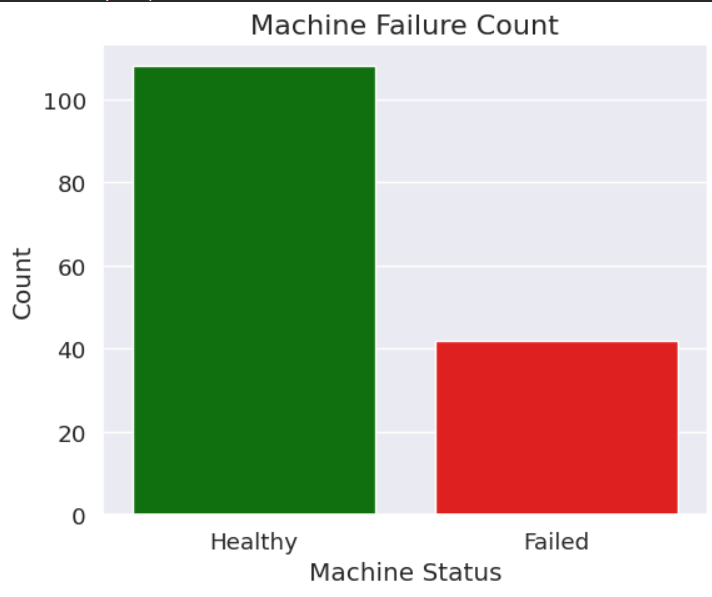 Machine Failure Count
Count
100
80
60
40
20
0
Healthy Failed
Machine Status